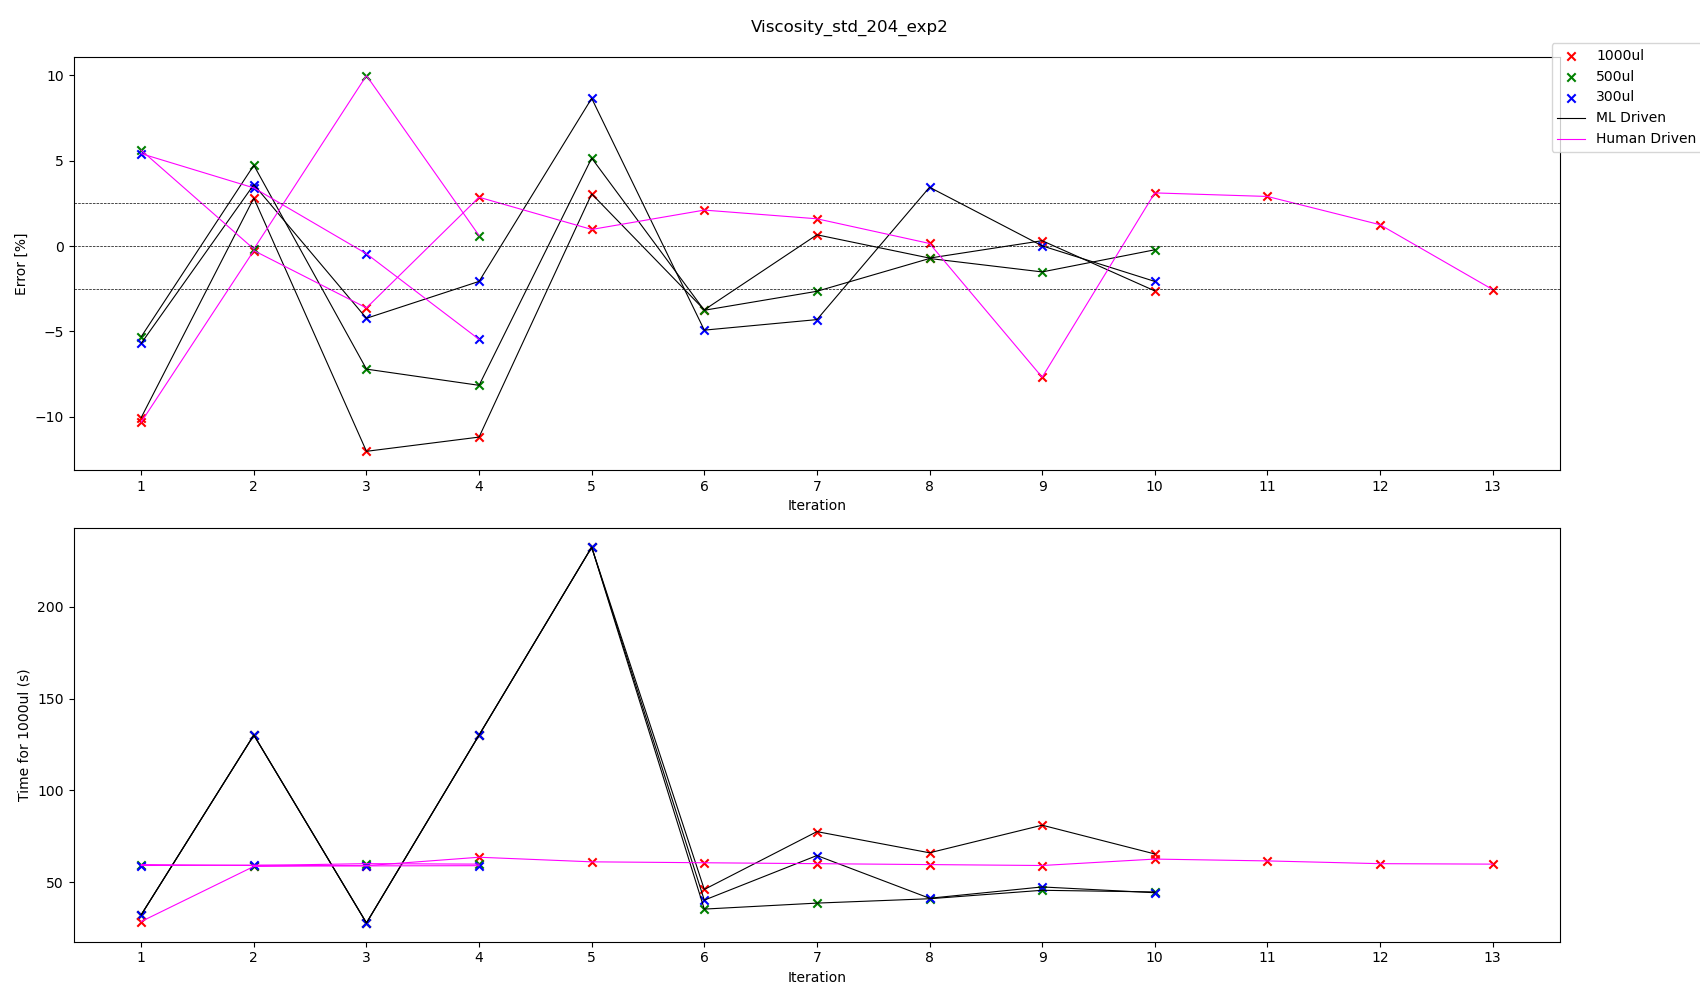 Viscosity_std_204_exp2
1000ul
500ul
300ul
ML Driven
Human Driven
Error [%]
10
5
0
−5
−10
1 2 3 4 5 6 7 8 9 10 11 12 13
Iteration
Time for 1000ul (s)
200
150
100
50
1 2 3 4 5 6 7 8 9 10 11 12 13
Iteration